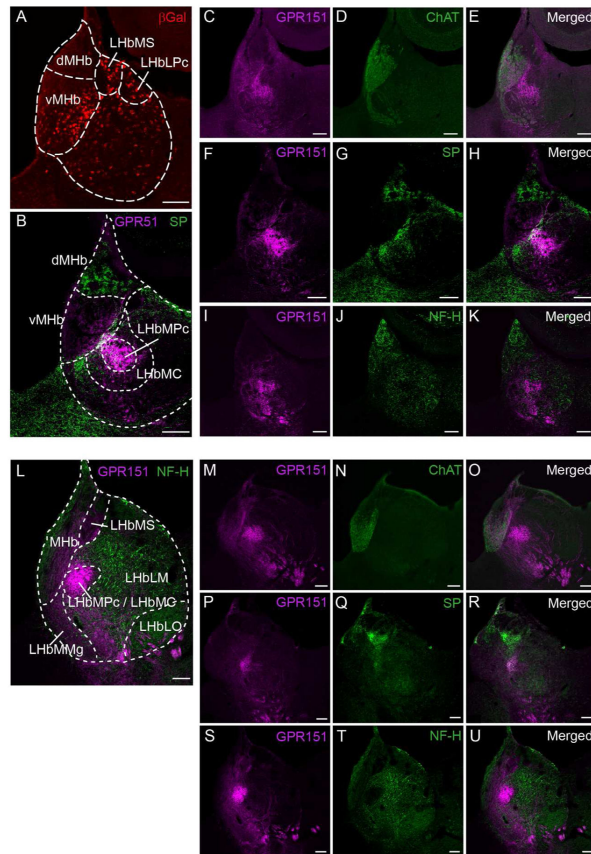 A βGal
dMHb
LHbMS
LHbLPc
vMHb
B GPR51 SP
dMHb
vMHb
LHbMPc
LHbMC
C GPR151
D ChAT
E Merged
F GPR151
G SP
H Merged
I GPR151
J NF-H
K Merged
L GPR151 NF-H
LHbMS
MHb
LHbLM
LHbMPc / LHbMC
LHbLO
LHbMMg
M GPR151
N ChAT
O Merged
P GPR151
Q SP
R Merged
S GPR151
T NF-H
U Merged